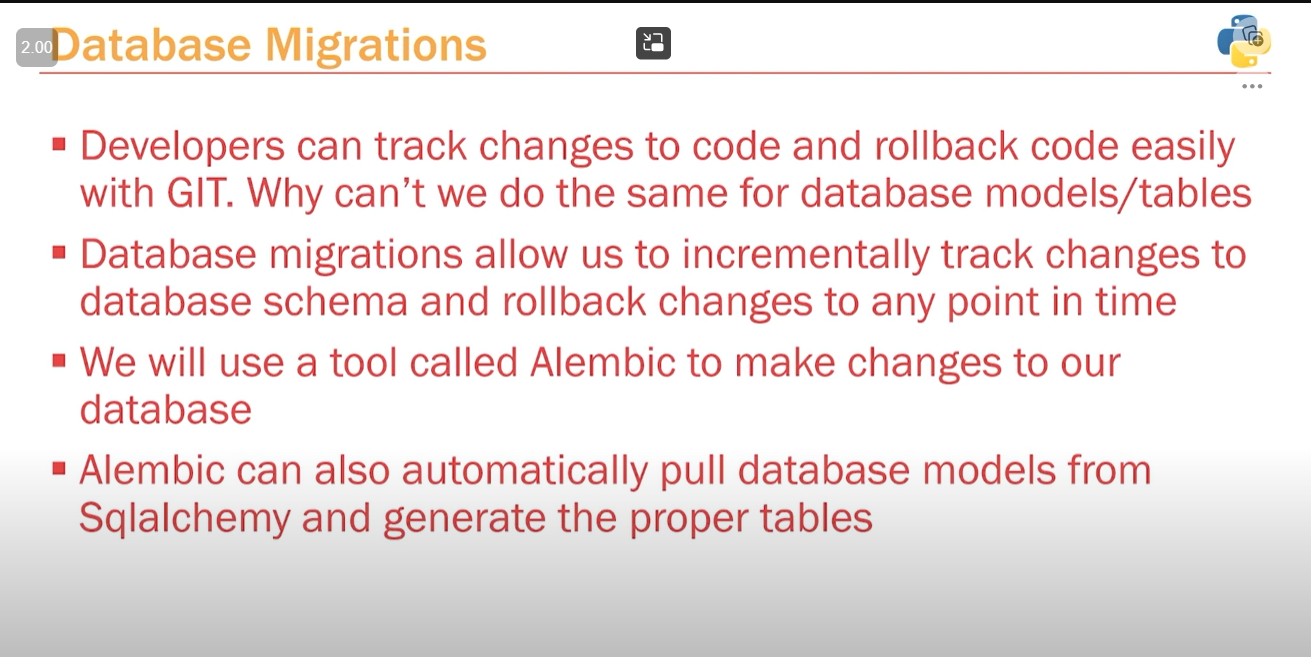 2.00
Database Migrations
Developers can track changes to code and rollback code easily
with GIT. Why can’t we do the same for database models/tables
Database migrations allow us to incrementally track changes to
database schema and rollback changes to any point in time
We will use a tool called Alembic to make changes to our
database
Alembic can also automatically pull database models from
Sqlalchemy and generate the proper tables